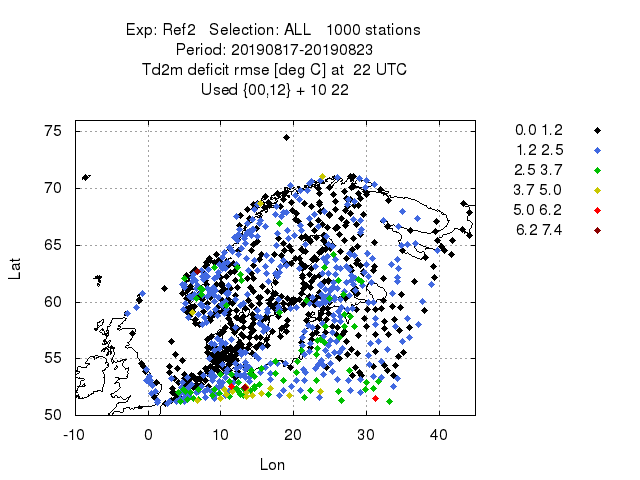 Exp: Ref2 Selection: ALL 1000 stations
Period: 20190817-20190823
Td2m deficit rmse [deg C] at 22 UTC
Used {00,12} + 10 22
0.0 1.2
1.2 2.5
2.5 3.7
3.7 5.0
5.0 6.2
6.2 7.4
75
70
65
60
55
50
Lat
-10 0 10 20 30 40
Lon